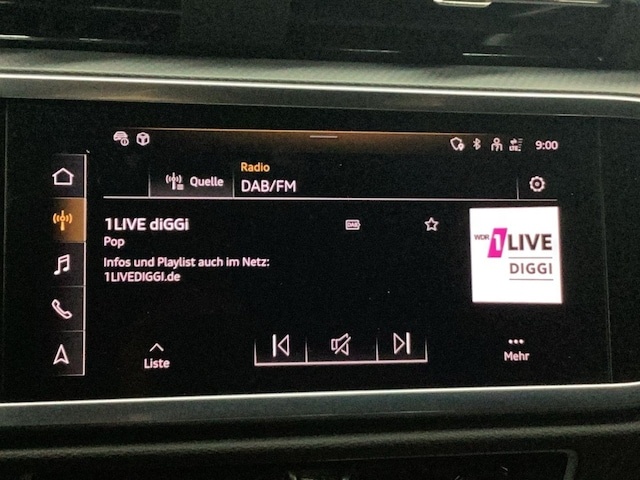 9:00
Quelle
Radio
DAB/FM
1LIVE diGGi
DAB
Pop
Infos und Playlist auch im Netz:
1LIVEDIGGI.de
WDR 1LIVE
DIGGI
Liste
Mehr